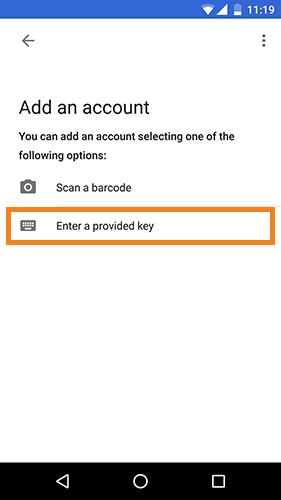 11:19
Add an account
You can add an account selecting one of the
following options:
Scan a barcode
Enter a provided key